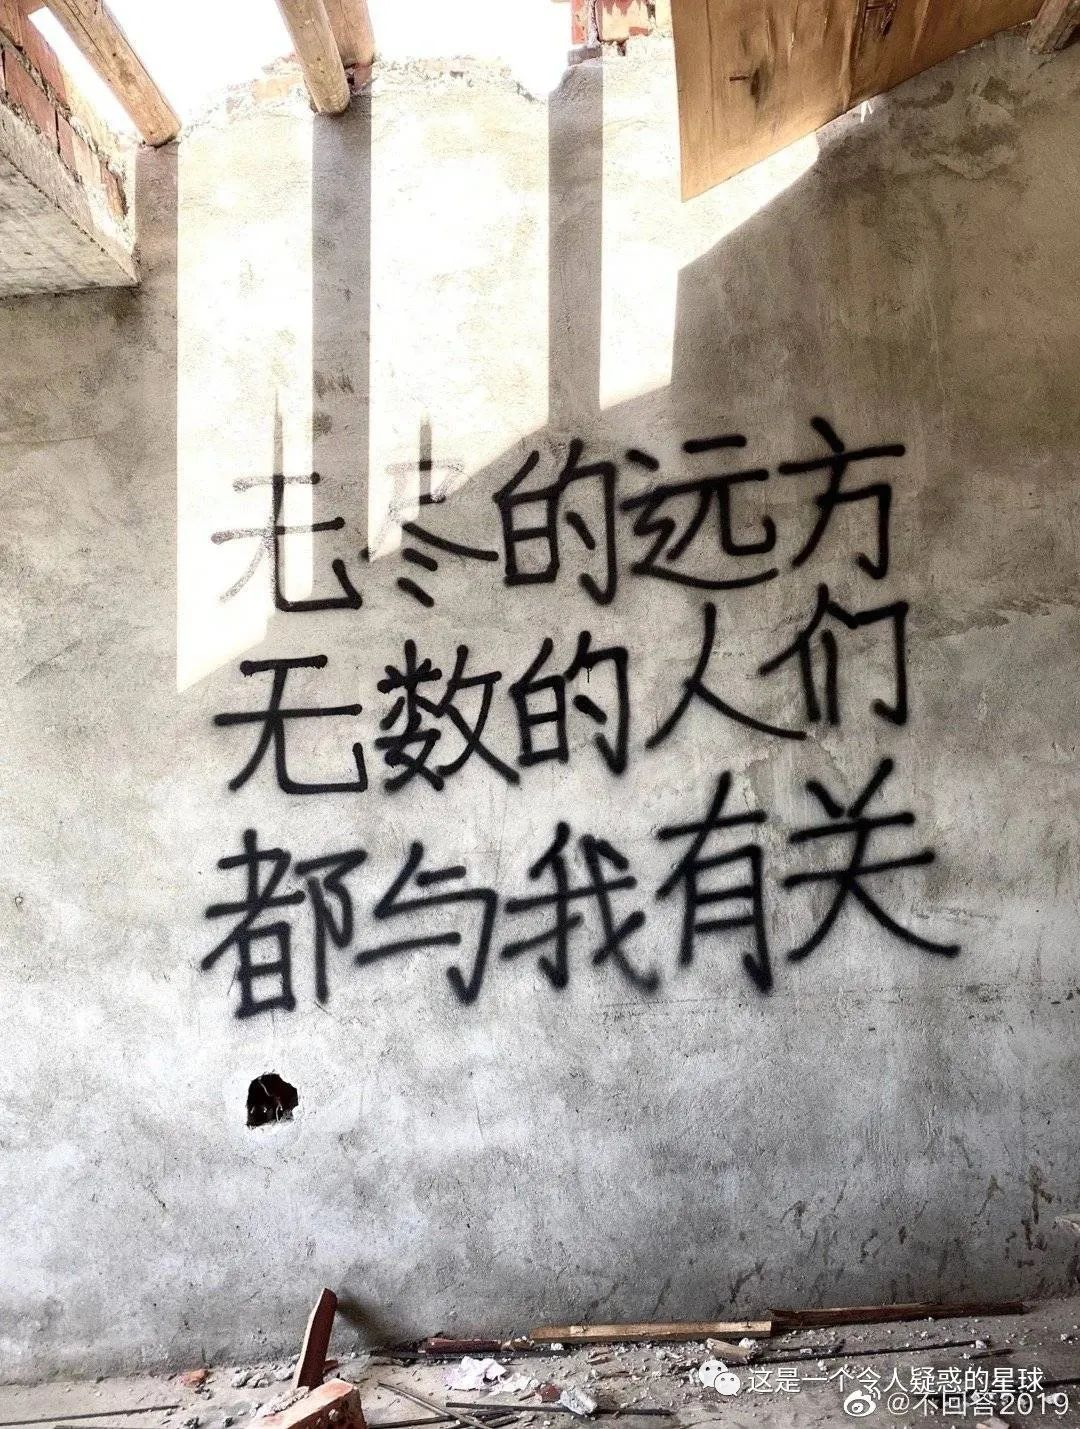 无尽的远方
无数的人们
都与我有关
这是一个令人疑惑的星球
@不回答2019